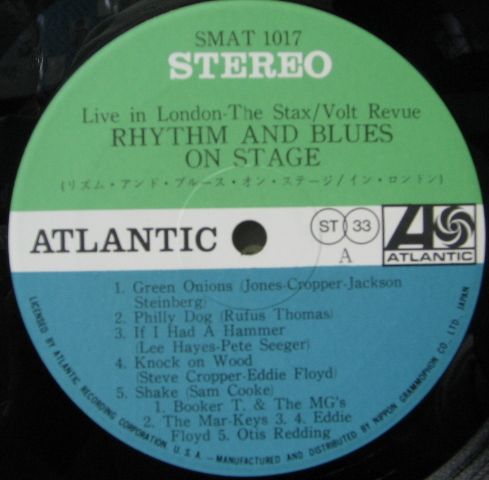 SMAT 1017
STEREO
Live in London-The Stax/Volt Revue
RHYTHM AND BLUES
ON STAGE
(リズム・アンド・ブルース・オン・ステージ/イン・ロンドン)
ATLANTIC
ST 33
A
ATLANTIC
1. Green Onions (Jones-Cropper-Jackson
Steinberg)
2. Philly Dog (Rufus Thomas)
3. If I Had A Hammer
(Lee Hayes-Pete Seeger)
4. Knock on Wood
(Steve Cropper-Eddie Floyd)
5. Shake (Sam Cooke)
1. Booker T. & The MG's
2. The Mar-Keys 3. 4. Eddie
Floyd 5. Otis Redding
LICENSED BY ATLANTIC RECORDING CORPORATION, U.S.A.-MANUFACTURED AND DISTRIBUTED BY NIPPON GRAMMOPHON CO., LTD. JAPAN